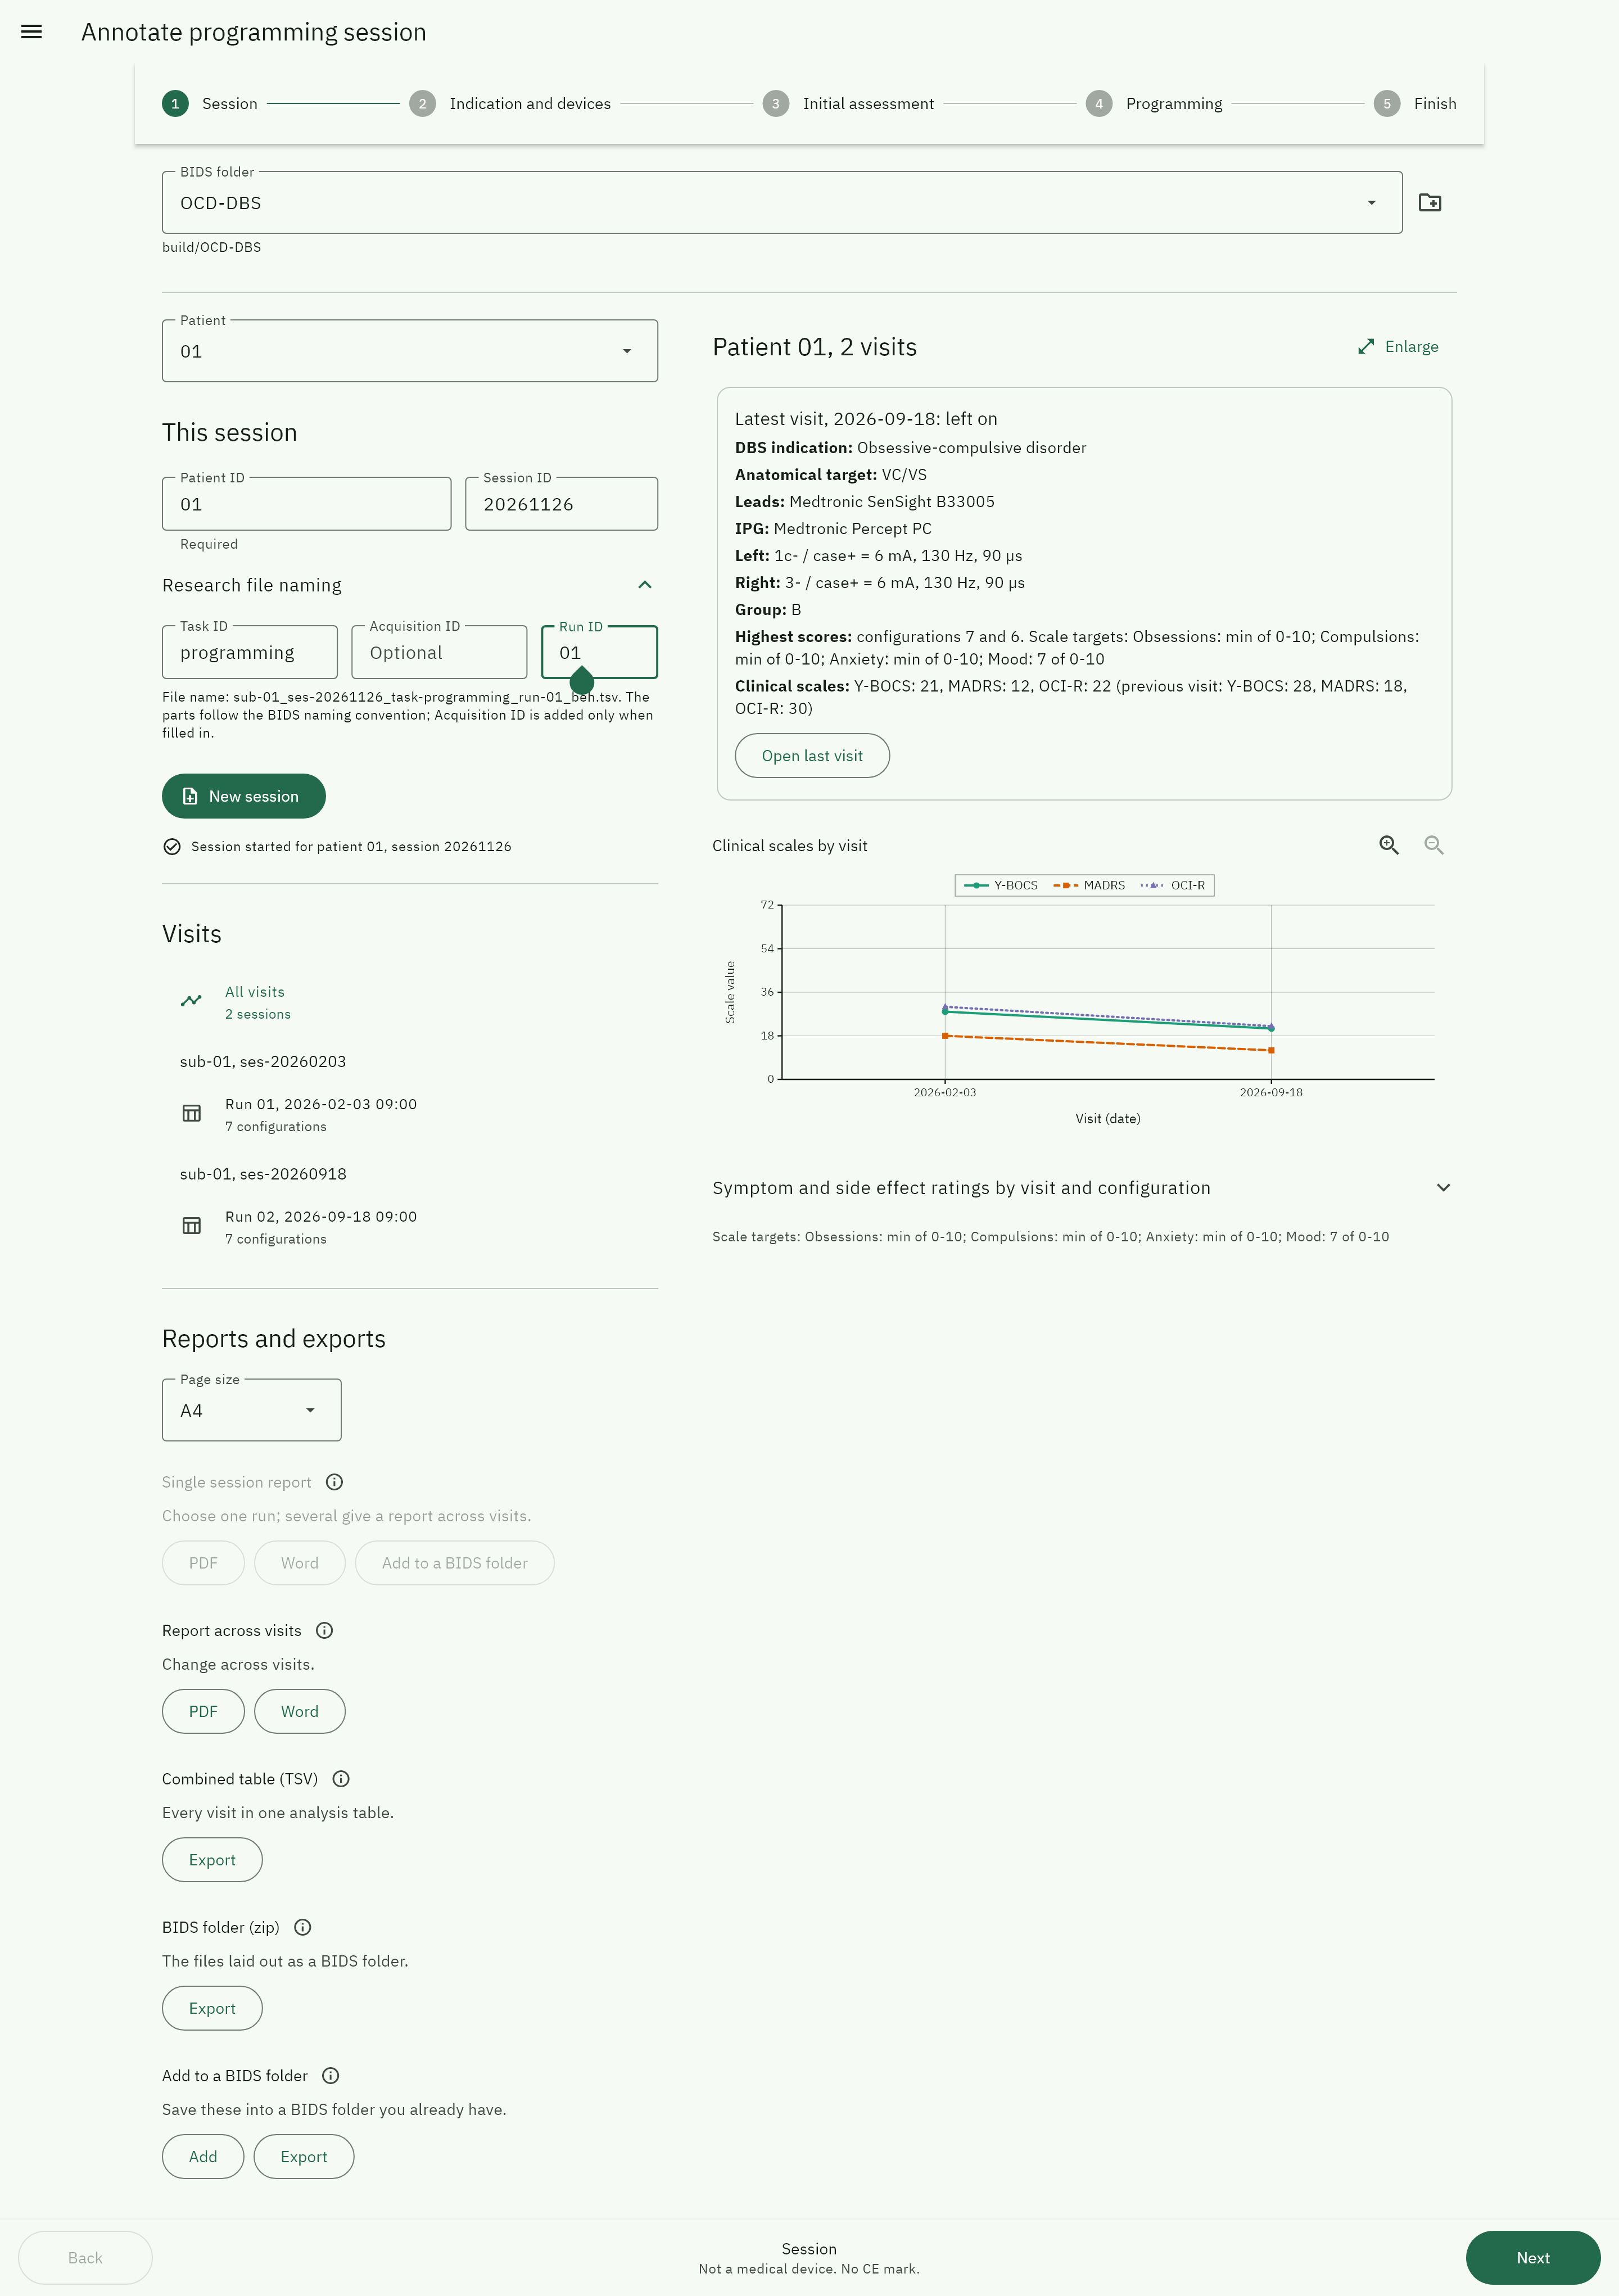 Annotate programming session
1 Session
2 Indication and devices
3 Initial assessment
4 Programming
5 Finish
BIDS folder
OCD-DBS
build/OCD-DBS
Patient
01
This session
Patient ID
01
Required
Session ID
20261126
Research file naming
Task ID
programming
Acquisition ID
Optional
Run ID
01
File name: sub-01_ses-20261126_task-programming_run-01_beh.tsv. The
parts follow the BIDS naming convention; Acquisition ID is added only when
filled in.
New session
Session started for patient 01, session 20261126
Visits
All visits
2 sessions
sub-01, ses-20260203
Run 01, 2026-02-03 09:00
7 configurations
sub-01, ses-20260918
Run 02, 2026-09-18 09:00
7 configurations
Reports and exports
Page size
A4
Single session report
Choose one run; several give a report across visits.
PDF
Word
Add to a BIDS folder
Report across visits
Change across visits.
PDF
Word
Combined table (TSV)
Every visit in one analysis table.
Export
BIDS folder (zip)
The files laid out as a BIDS folder.
Export
Add to a BIDS folder
Save these into a BIDS folder you already have.
Add
Export
Patient 01, 2 visits
Enlarge
Latest visit, 2026-09-18: left on
DBS indication: Obsessive-compulsive disorder
Anatomical target: VC/VS
Leads: Medtronic SenSight B33005
IPG: Medtronic Percept PC
Left: 1c- / case+ = 6 mA, 130 Hz, 90 µs
Right: 3- / case+ = 6 mA, 130 Hz, 90 µs
Group: B
Highest scores: configurations 7 and 6. Scale targets: Obsessions: min of 0-10; Compulsions:
min of 0-10; Anxiety: min of 0-10; Mood: 7 of 0-10
Clinical scales: Y-BOCS: 21, MADRS: 12, OCI-R: 22 (previous visit: Y-BOCS: 28, MADRS: 18,
OCI-R: 30)
Open last visit
Clinical scales by visit
Y-BOCS
MADRS
OCI-R
Scale value
72
54
36
18
0
2026-02-03
2026-09-18
Visit (date)
Symptom and side effect ratings by visit and configuration
Scale targets: Obsessions: min of 0-10; Compulsions: min of 0-10; Anxiety: min of 0-10; Mood: 7 of 0-10
Back
Session
Not a medical device. No CE mark.
Next